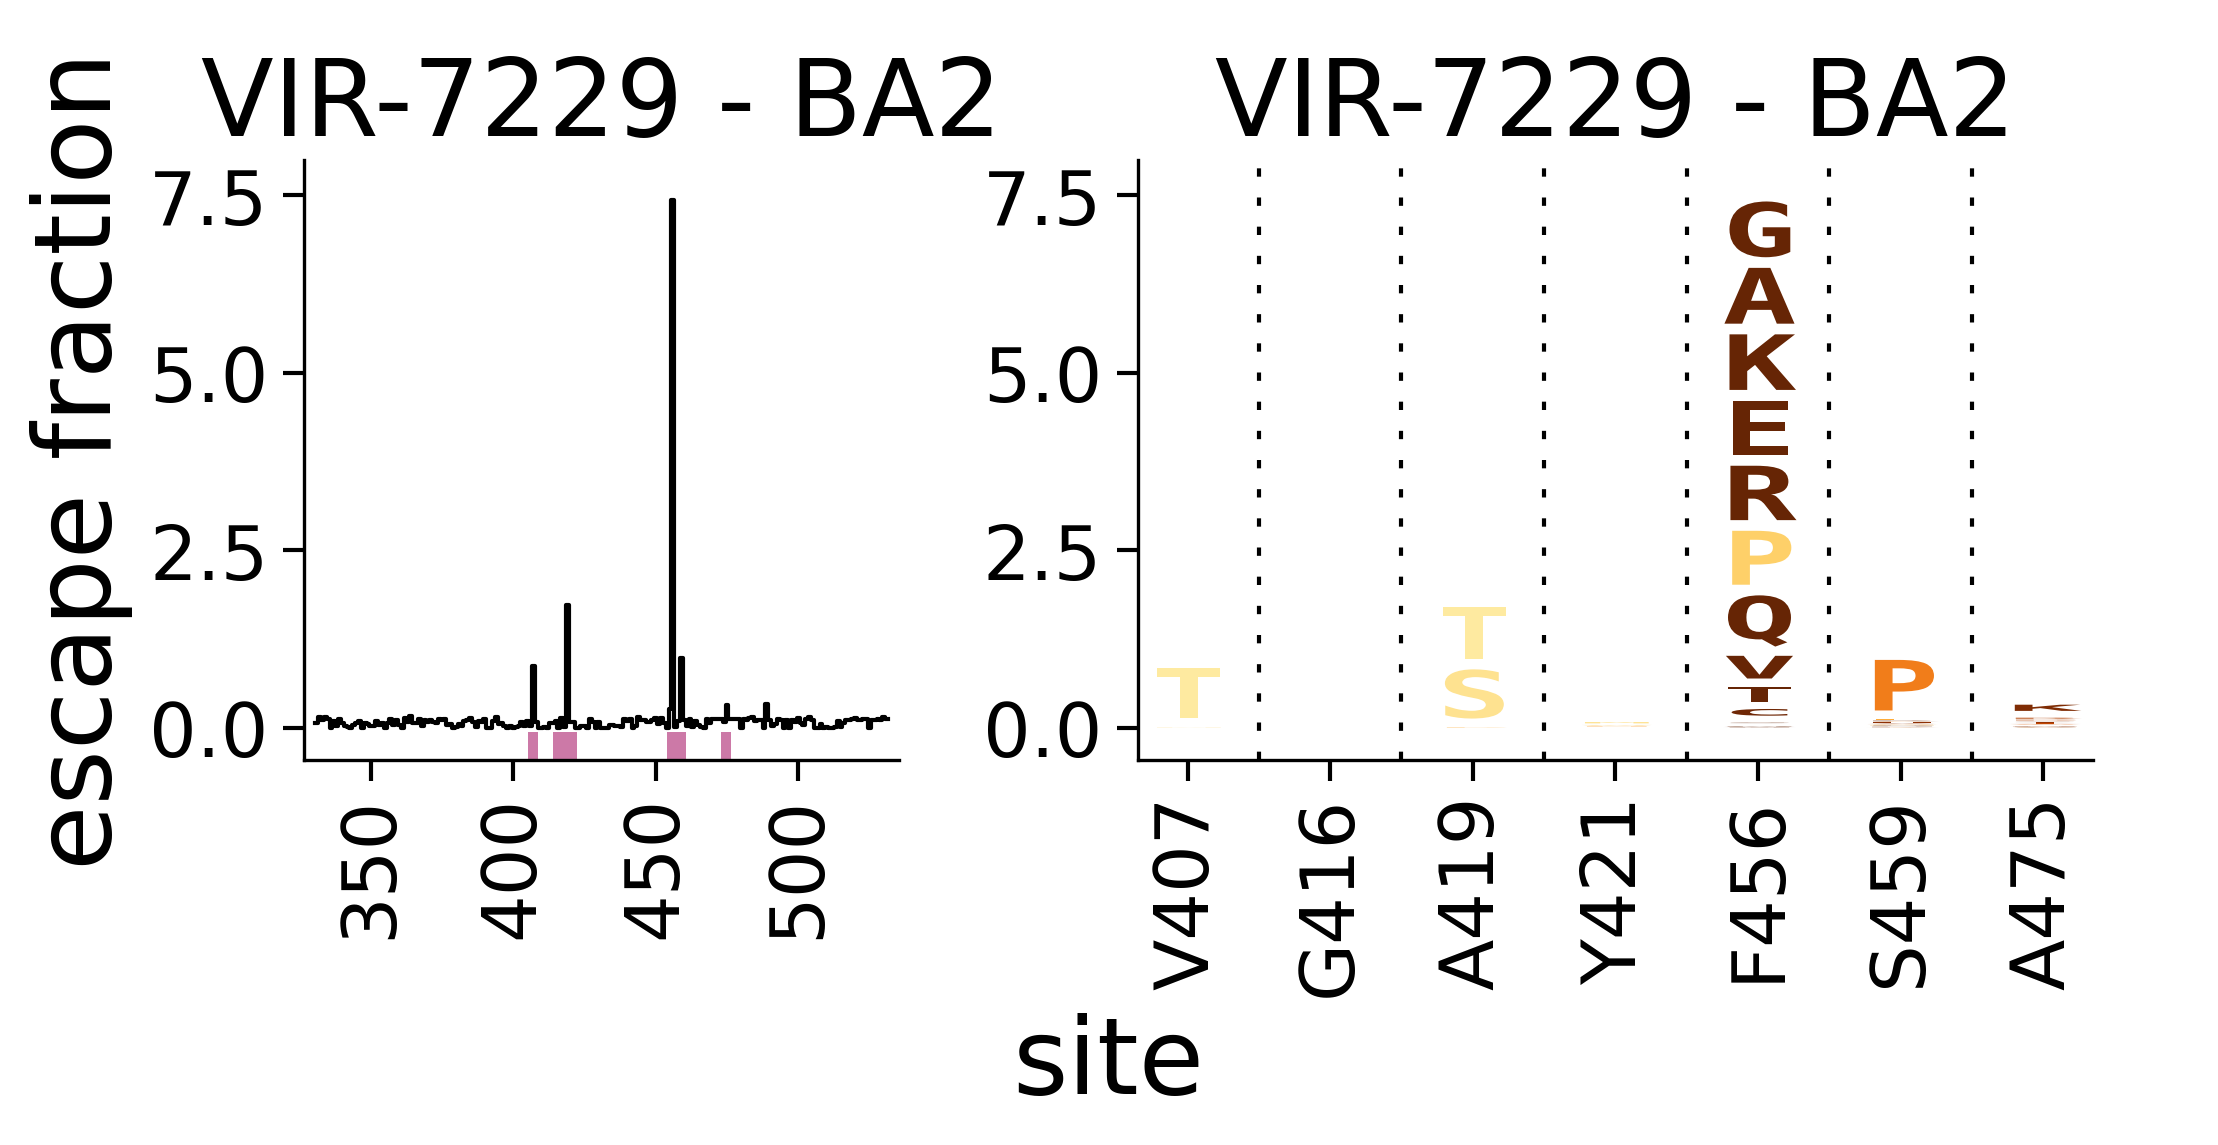 VIR-7229 - BA2
VIR-7229 - BA2
escape fraction
7.5
5.0
2.5
0.0
350
400
450
500
7.5
5.0
2.5
0.0
T
T
S
G
A
K
E
R
P
Q
V
T
P
K
V407
G416
A419
Y421
F456
S459
A475
site